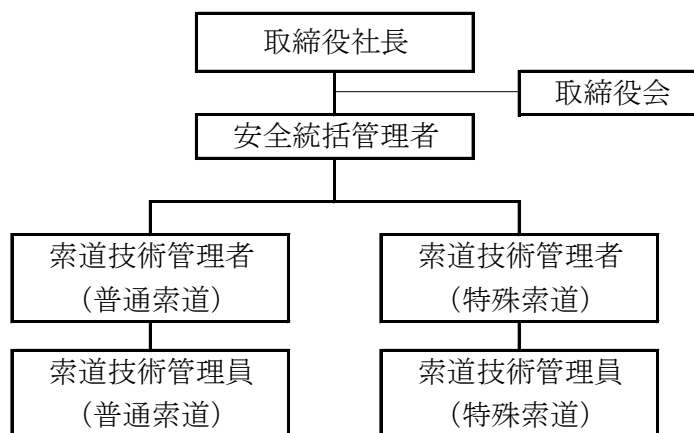 取締役社長
取締役会
安全統括管理者
索道技術管理者
（普通索道）
索道技術管理者
（特殊索道）
索道技術管理員
（普通索道）
索道技術管理員
（特殊索道）